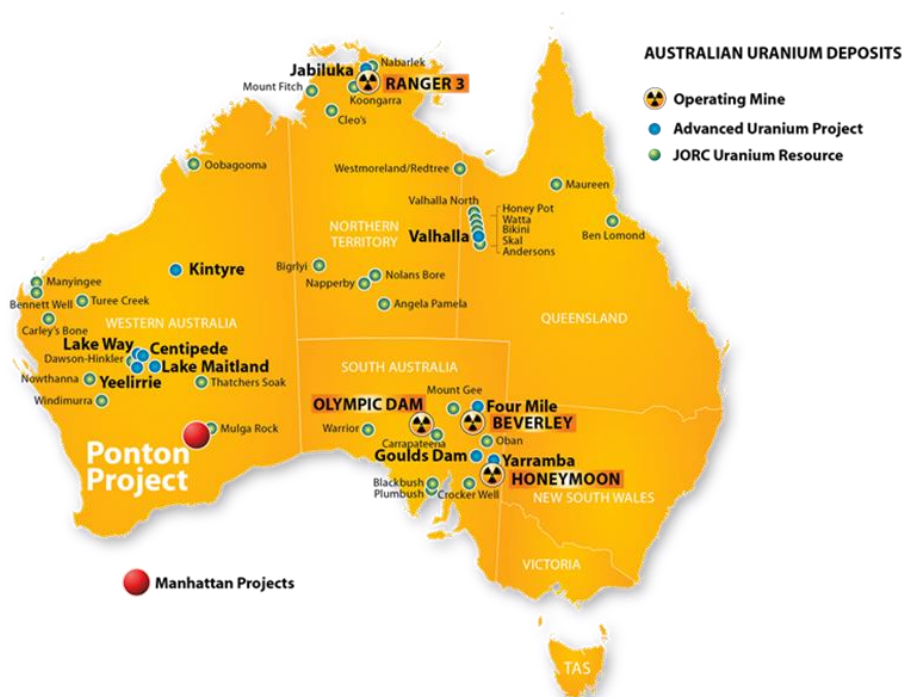 AUSTRALIAN URANIUM DEPOSITS
Operating Mine
Advanced Uranium Project
JORC Uranium Resource
Jabiluka
Nabarlek
RANGER 3
Mount Fitch
Koongarra
Cleo's
Oobagooma
Westmoreland/Redtree
Maureen
Valhalla North
Honey Pot
Watta
Bikini
Skal
Andersons
Valhalla
Ben Lomond
NORTHERN
TERRITORY
Kintyre
Bigrlyi
Nolans Bore
Napperby
Angela Pamela
Manyingee
Bennett Well
Turee Creek
Carley's Bone
WESTERN AUSTRALIA
QUEENSLAND
Lake Way
Centipede
Dawson-Hinkler
Lake Maitland
Nowthanna
Yeelirrie
Thatchers Soak
Windimurra
SOUTH AUSTRALIA
Mount Gee
OLYMPIC DAM
Four Mile
BEVERLEY
Warrior
Carrapateena
Oban
Mulga Rock
Ponton
Project
Goulds Dam
Yarramba
HONEYMOON
Blackbush
Plumbush
Crocker Well
NEW SOUTH WALES
VICTORIA
Manhattan Projects
TAS